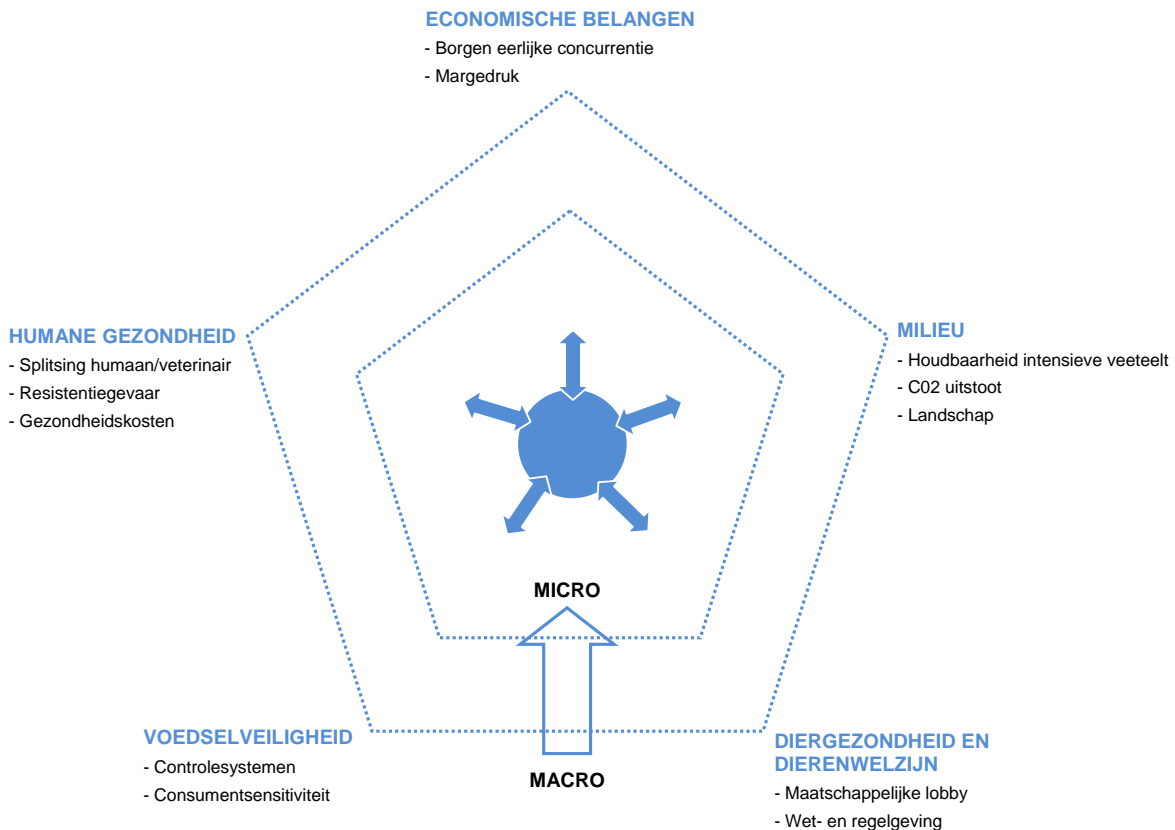 ECONOMISCHE BELANGEN
- Borgen eerlijke concurrentie
- Margedruk
HUMANE GEZONDHEID
- Splitsing humaan/veterinair
- Resistentiegevaar
- Gezondheidskosten
MILIEU
- Houdbaarheid intensieve veeteelt
- C02 uitstoot
- Landschap
MICRO
VOEDSELVEILIGHEID
- Controlesystemen
- Consumentsensitiviteit
MACRO
DIERGEZONDHEID EN
DIERENWELZIJN
- Maatschappelijke lobby
- Wet- en regelgeving